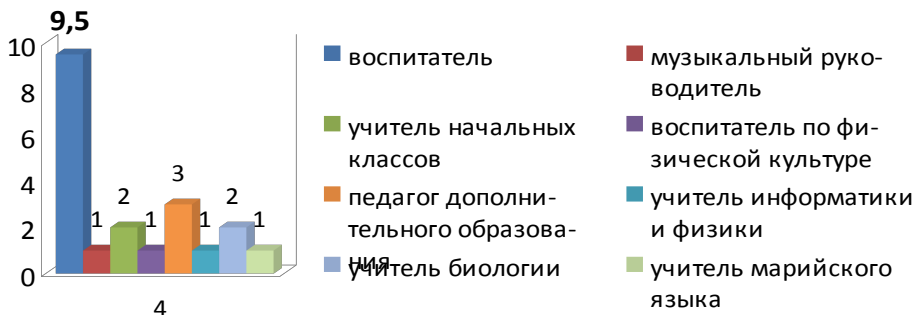 9,5
10
8
6
4
2
0
1
2
1
3
1
2
1
4
воспитатель
музыкальный руко-
водитель
учитель начальных
классов
воспитатель по фи-
зической культуре
педагог дополни-
тельного образова-
ния
учитель информатики
и физики
учитель биологии
учитель марийского
языка